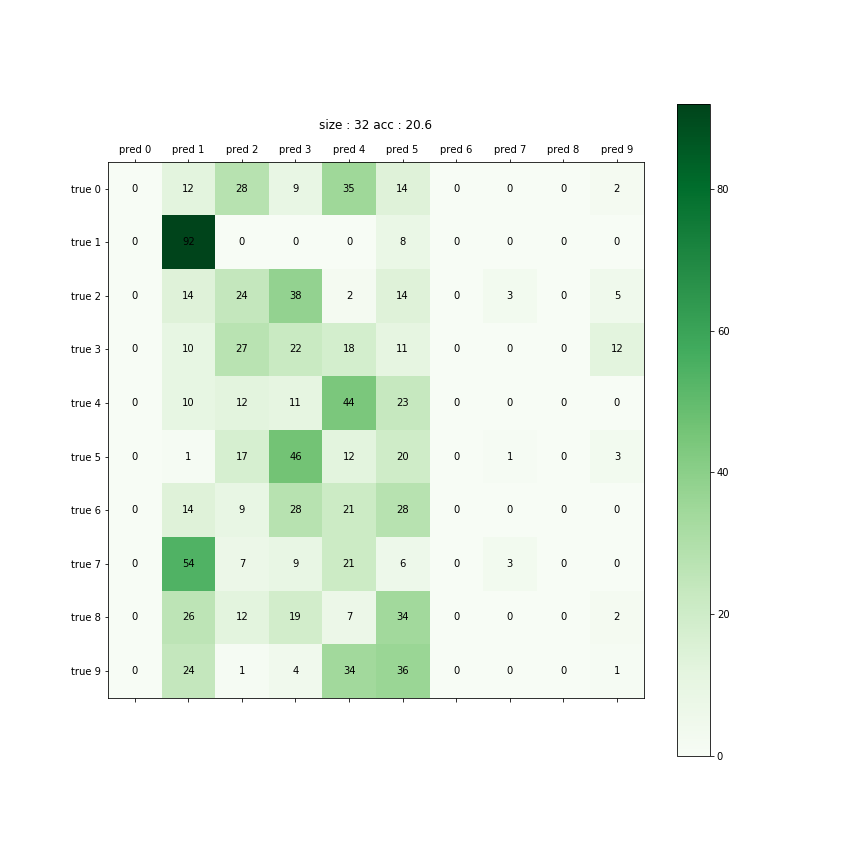 size : 32 acc : 20.6
pred 0 pred 1 pred 2 pred 3 pred 4 pred 5 pred 6 pred 7 pred 8 pred 9
true 0 0 12 28 9 35 14 0 0 0 2
true 1 0 92 0 0 0 8 0 0 0 0
true 2 0 14 24 38 2 14 0 3 0 5
true 3 0 10 27 22 18 11 0 0 0 12
true 4 0 10 12 11 44 23 0 0 0 0
true 5 0 1 17 46 12 20 0 1 0 3
true 6 0 14 9 28 21 28 0 0 0 0
true 7 0 54 7 9 21 6 0 3 0 0
true 8 0 26 12 19 7 34 0 0 0 2
true 9 0 24 1 4 34 36 0 0 0 1
80
60
40
20
0